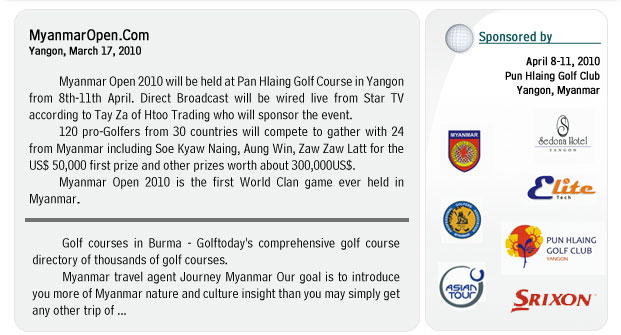 MyanmarOpen.Com
Yangon, March 17, 2010
Myanmar Open 2010 will be held at Pan Hlaing Golf Course in Yangon
from 8th-11th April. Direct Broadcast will be wired live from Star TV
according to Tay Za of Htoo Trading who will sponsor the event.
120 pro-Golfers from 30 countries will compete to gather with 24
from Myanmar including Soe Kyaw Naing, Aung Win, Zaw Zaw Latt for the
US$ 50,000 first prize and other prizes worth about 300,000US$.
Myanmar Open 2010 is the first World Clan game ever held in
Myanmar.
Golf courses in Burma - Golftoday's comprehensive golf course
directory of thousands of golf courses.
Myanmar travel agent Journey Myanmar Our goal is to introduce
you more of Myanmar nature and culture insight than you may simply get
any other trip of ...
Sponsored by
April 8-11, 2010
Pun Hlaing Golf Club
Yangon, Myanmar
MYANMAR
Sedona Hotel
YANGON
Elite
Tech
PUN HLAING
GOLF CLUB
YANGON
ASIAN
TOUR
SRIXON